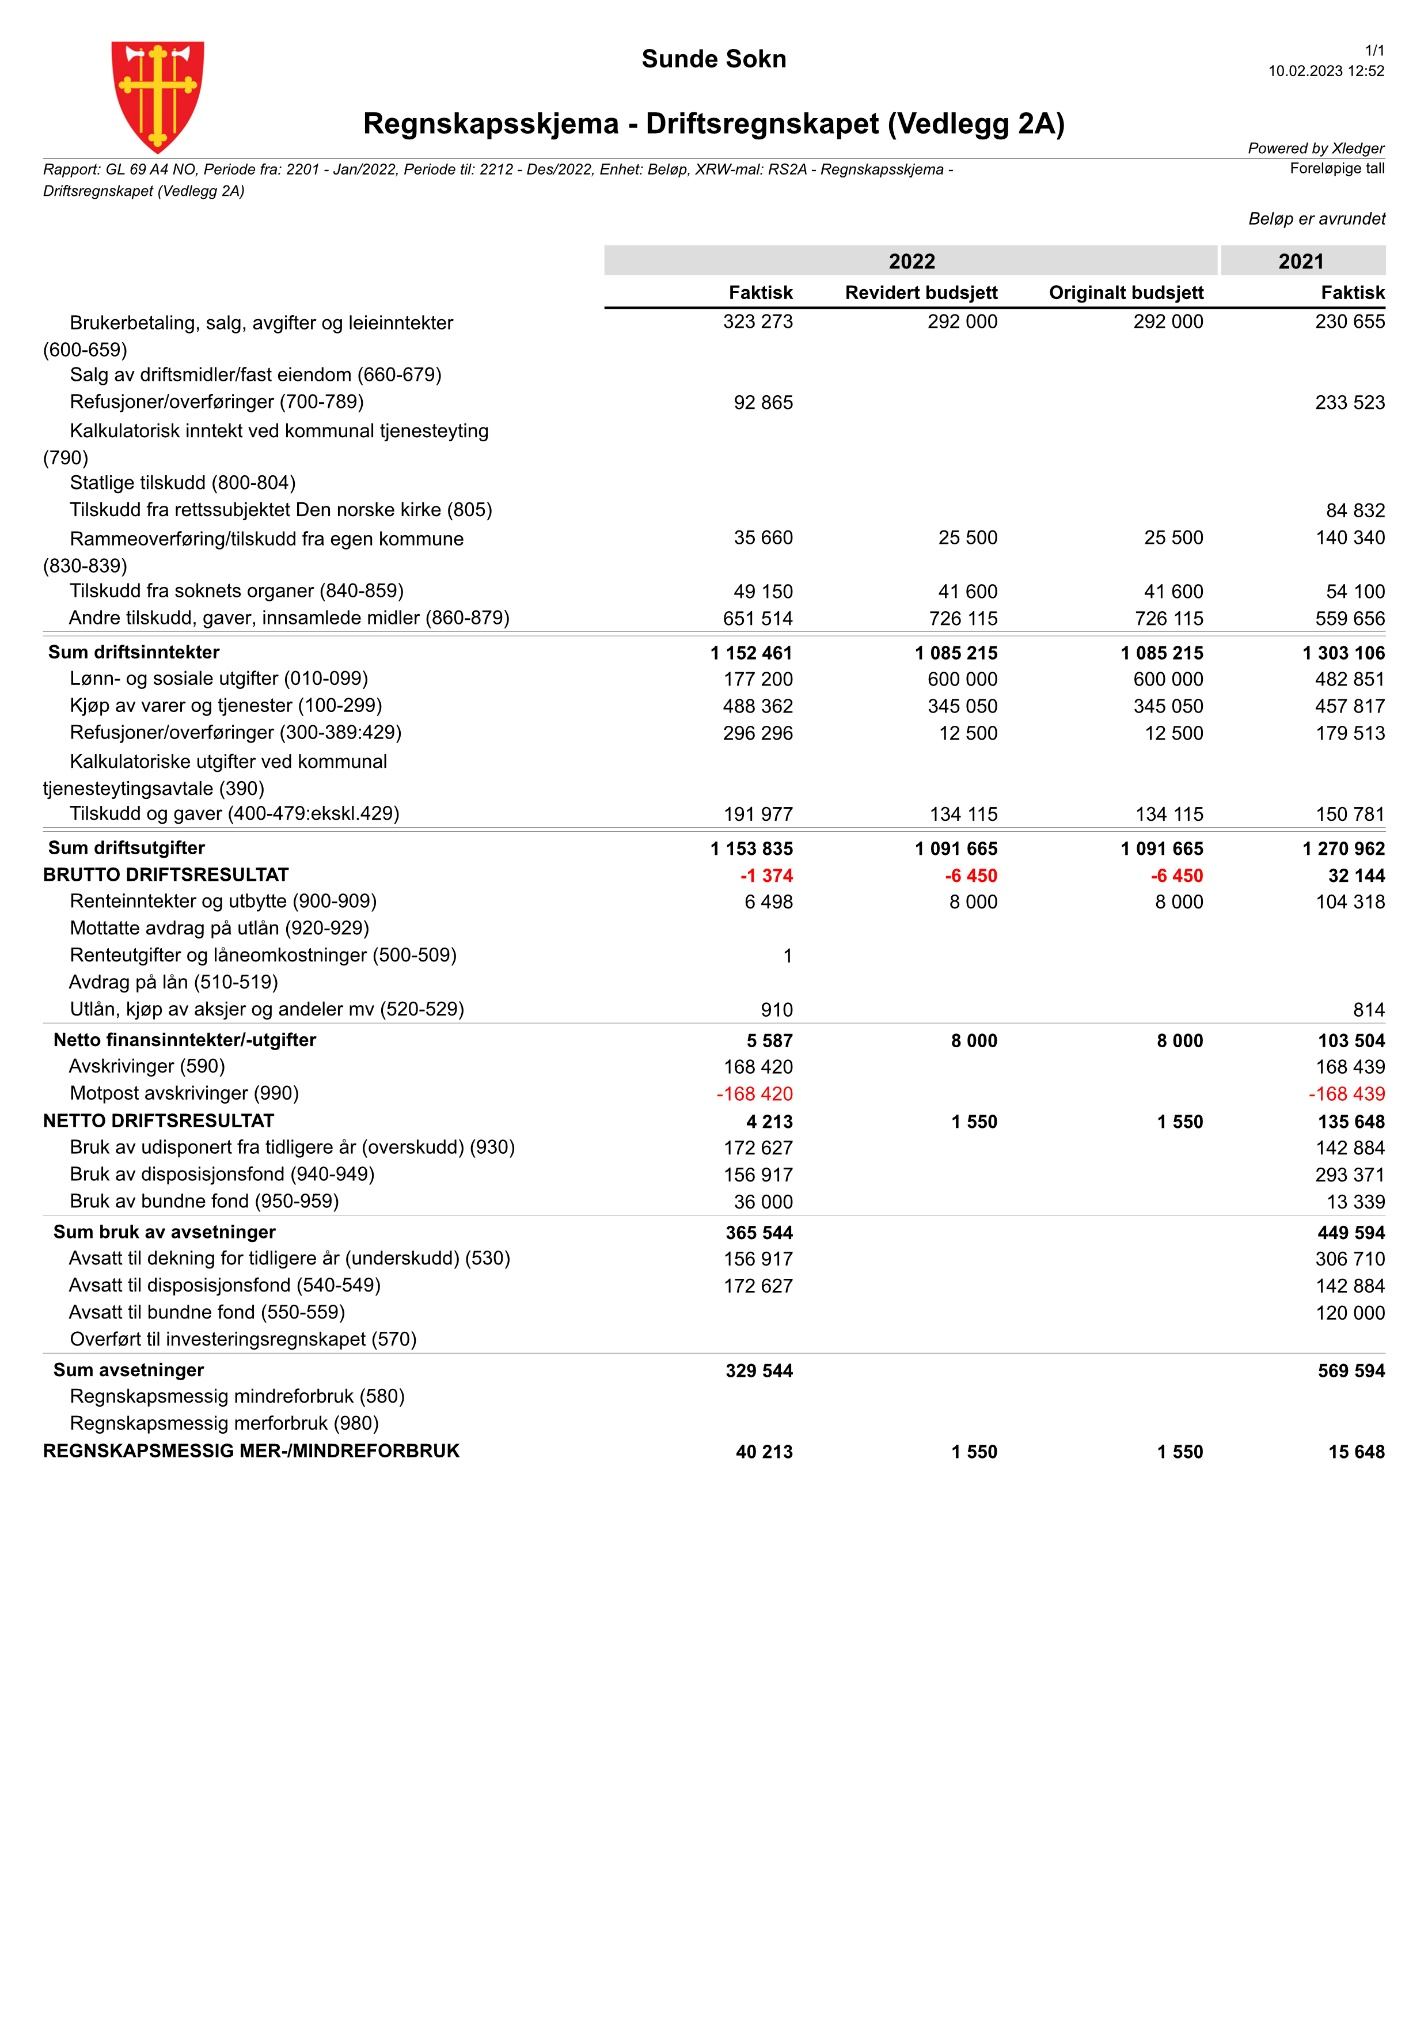 Sunde Sokn
1/1
10.02.2023 12:52
Regnskapsskjema - Driftsregnskapet (Vedlegg 2A)
Powered by Xledger
Rapport: GL 69 A4 NO, Periode fra: 2201 - Jan/2022, Periode til: 2212 - Des/2022, Enhet: Beløp, XRW-mal: RS2A - Regnskapsskjema - Foreløpige tall
Driftsregnskapet (Vedlegg 2A)
Beløp er avrundet
2022 2021
Faktisk Revidert budsjett Originalt budsjett Faktisk
Brukerbetaling, salg, avgifter og leieinntekter 323 273 292 000 292 000 230 655
(600-659)
Salg av driftsmidler/fast eiendom (660-679)
Refusjoner/overføringer (700-789) 92 865 233 523
Kalkulatorisk inntekt ved kommunal tjenesteyting
(790)
Statlige tilskudd (800-804)
Tilskudd fra rettssubjektet Den norske kirke (805) 84 832
Rammeoverføring/tilskudd fra egen kommune 35 660 25 500 25 500 140 340
(830-839)
Tilskudd fra soknets organer (840-859) 49 150 41 600 41 600 54 100
Andre tilskudd, gaver, innsamlede midler (860-879) 651 514 726 115 726 115 559 656
Sum driftsinntekter 1 152 461 1 085 215 1 085 215 1 303 106
Lønn- og sosiale utgifter (010-099) 177 200 600 000 600 000 482 851
Kjøp av varer og tjenester (100-299) 488 362 345 050 345 050 457 817
Refusjoner/overføringer (300-389:429) 296 296 12 500 12 500 179 513
Kalkulatoriske utgifter ved kommunal
tjenesteytingsavtale (390)
Tilskudd og gaver (400-479:ekskl.429) 191 977 134 115 134 115 150 781
Sum driftsutgifter 1 153 835 1 091 665 1 091 665 1 270 962
BRUTTO DRIFTSRESULTAT -1 374 -6 450 -6 450 32 144
Renteinntekter og utbytte (900-909) 6 498 8 000 8 000 104 318
Mottatte avdrag på utlån (920-929)
Renteutgifter og låneomkostninger (500-509) 1
Avdrag på lån (510-519)
Utlån, kjøp av aksjer og andeler mv (520-529) 910 814
Netto finansinntekter/-utgifter 5 587 8 000 8 000 103 504
Avskrivinger (590) 168 420 168 439
Motpost avskrivinger (990) -168 420 -168 439
NETTO DRIFTSRESULTAT 4 213 1 550 1 550 135 648
Bruk av udisponert fra tidligere år (overskudd) (930) 172 627 142 884
Bruk av disposisjonsfond (940-949) 156 917 293 371
Bruk av bundne fond (950-959) 36 000 13 339
Sum bruk av avsetninger 365 544 449 594
Avsatt til dekning for tidligere år (underskudd) (530) 156 917 306 710
Avsatt til disposisjonsfond (540-549) 172 627 142 884
Avsatt til bundne fond (550-559) 120 000
Overført til investeringsregnskapet (570)
Sum avsetninger 329 544 569 594
Regnskapsmessig mindreforbruk (580)
Regnskapsmessig merforbruk (980)
REGNSKAPSMESSIG MER-/MINDREFORBRUK 40 213 1 550 1 550 15 648